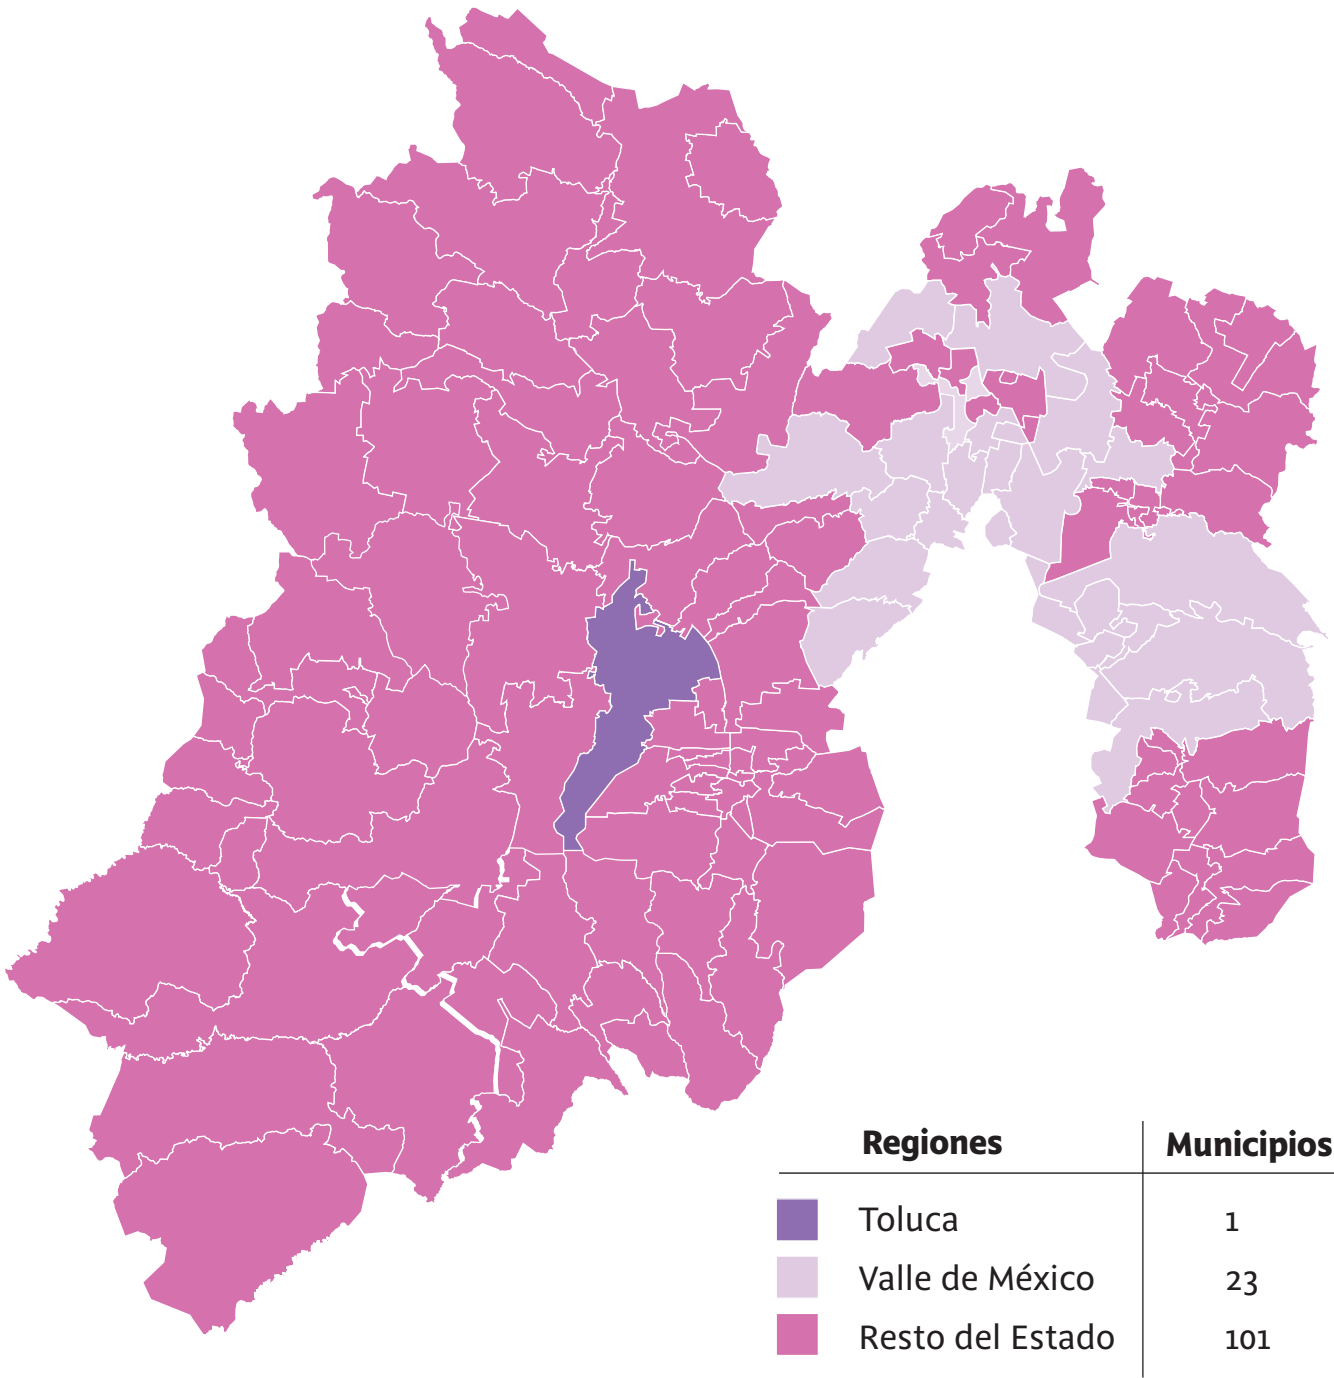 Regiones Municipios
Toluca 1
Valle de México 23
Resto del Estado 101